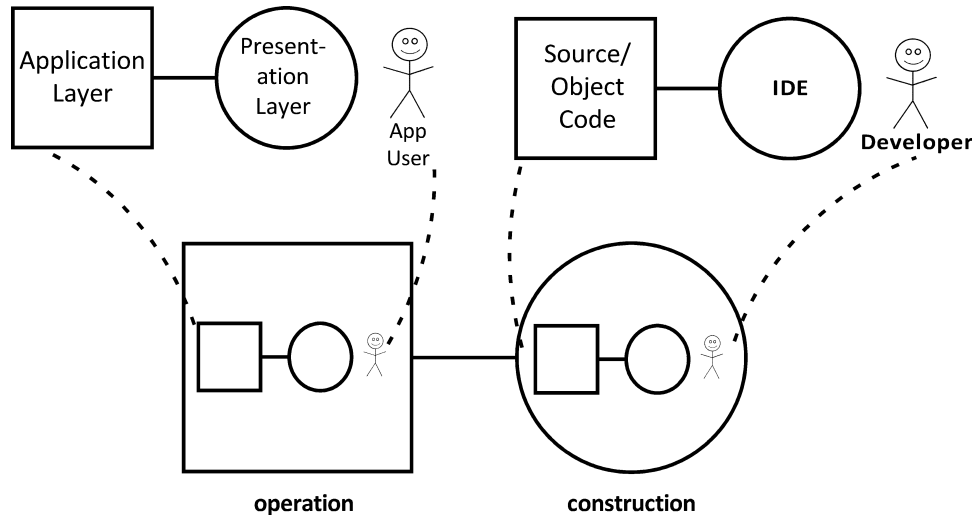 Application
Layer
Present-
ation
Layer
App
User
Source/
Object
Code
IDE
Developer
operation
construction